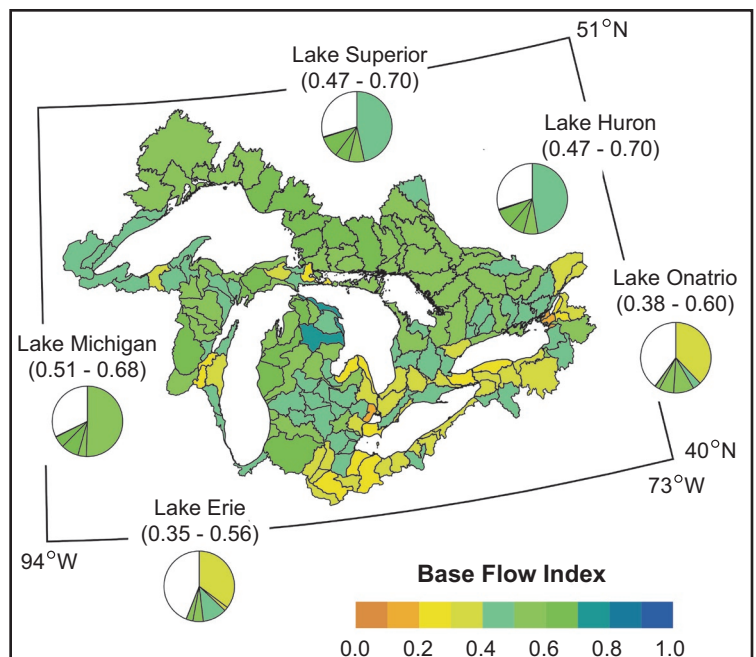 51°N
Lake Superior
(0.47 - 0.70)
Lake Huron
(0.47 - 0.70)
Lake Onatrio
(0.38 - 0.60)
Lake Michigan
(0.51 - 0.68)
40°N
73°W
Lake Erie
(0.35 - 0.56)
94°W
Base Flow Index
0.0 0.2 0.4 0.6 0.8 1.0